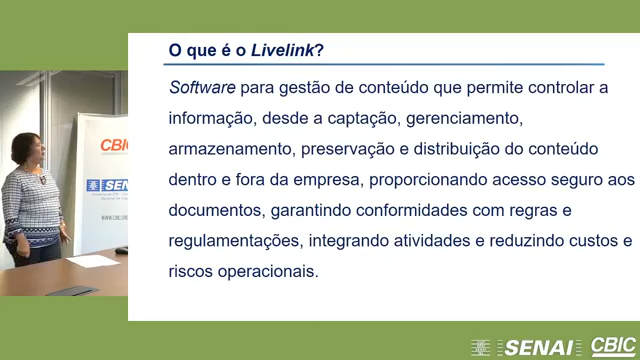 O que é o Livelink?
Software para gestão de conteúdo que permite controlar a
informação, desde a captação, gerenciamento,
armazenamento, preservação e distribuição do conteúdo
dentro e fora da empresa, proporcionando acesso seguro aos
documentos, garantindo conformidades com regras e
regulamentações, integrando atividades e reduzindo custos e
riscos operacionais.
CBIC
SENAI
SENAI
CBIC